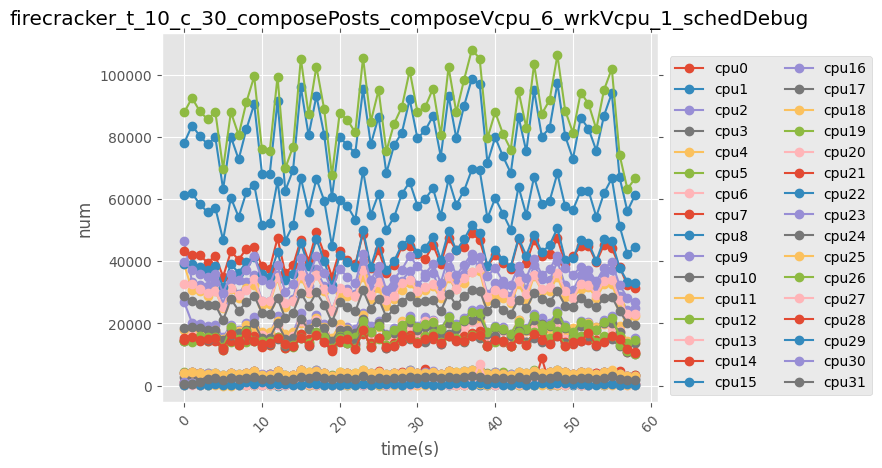 firecracker_t_10_c_30_composePosts_composeVcpu_6_wrkVcpu_1_schedDebug
100000
80000
60000
40000
20000
0
num
0 10 20 30 40 50 60
time(s)
cpu0 cpu16
cpu1 cpu17
cpu2 cpu18
cpu3 cpu19
cpu4 cpu20
cpu5 cpu21
cpu6 cpu22
cpu7 cpu23
cpu8 cpu24
cpu9 cpu25
cpu10 cpu26
cpu11 cpu27
cpu12 cpu28
cpu13 cpu29
cpu14 cpu30
cpu15 cpu31